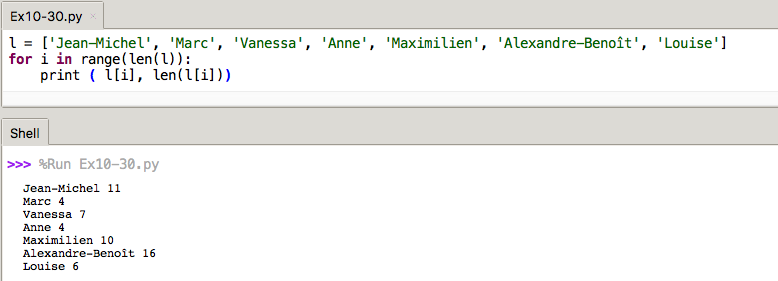 Ex10-30.py ×
l = ['Jean-Michel', 'Marc', 'Vanessa', 'Anne', 'Maximilien', 'Alexandre-Benoît', 'Louise']
for i in range(len(l)):
    print ( l[i], len(l[i]))
Shell
>>> %Run Ex10-30.py
Jean-Michel 11
Marc 4
Vanessa 7
Anne 4
Maximilien 10
Alexandre-Benoît 16
Louise 6